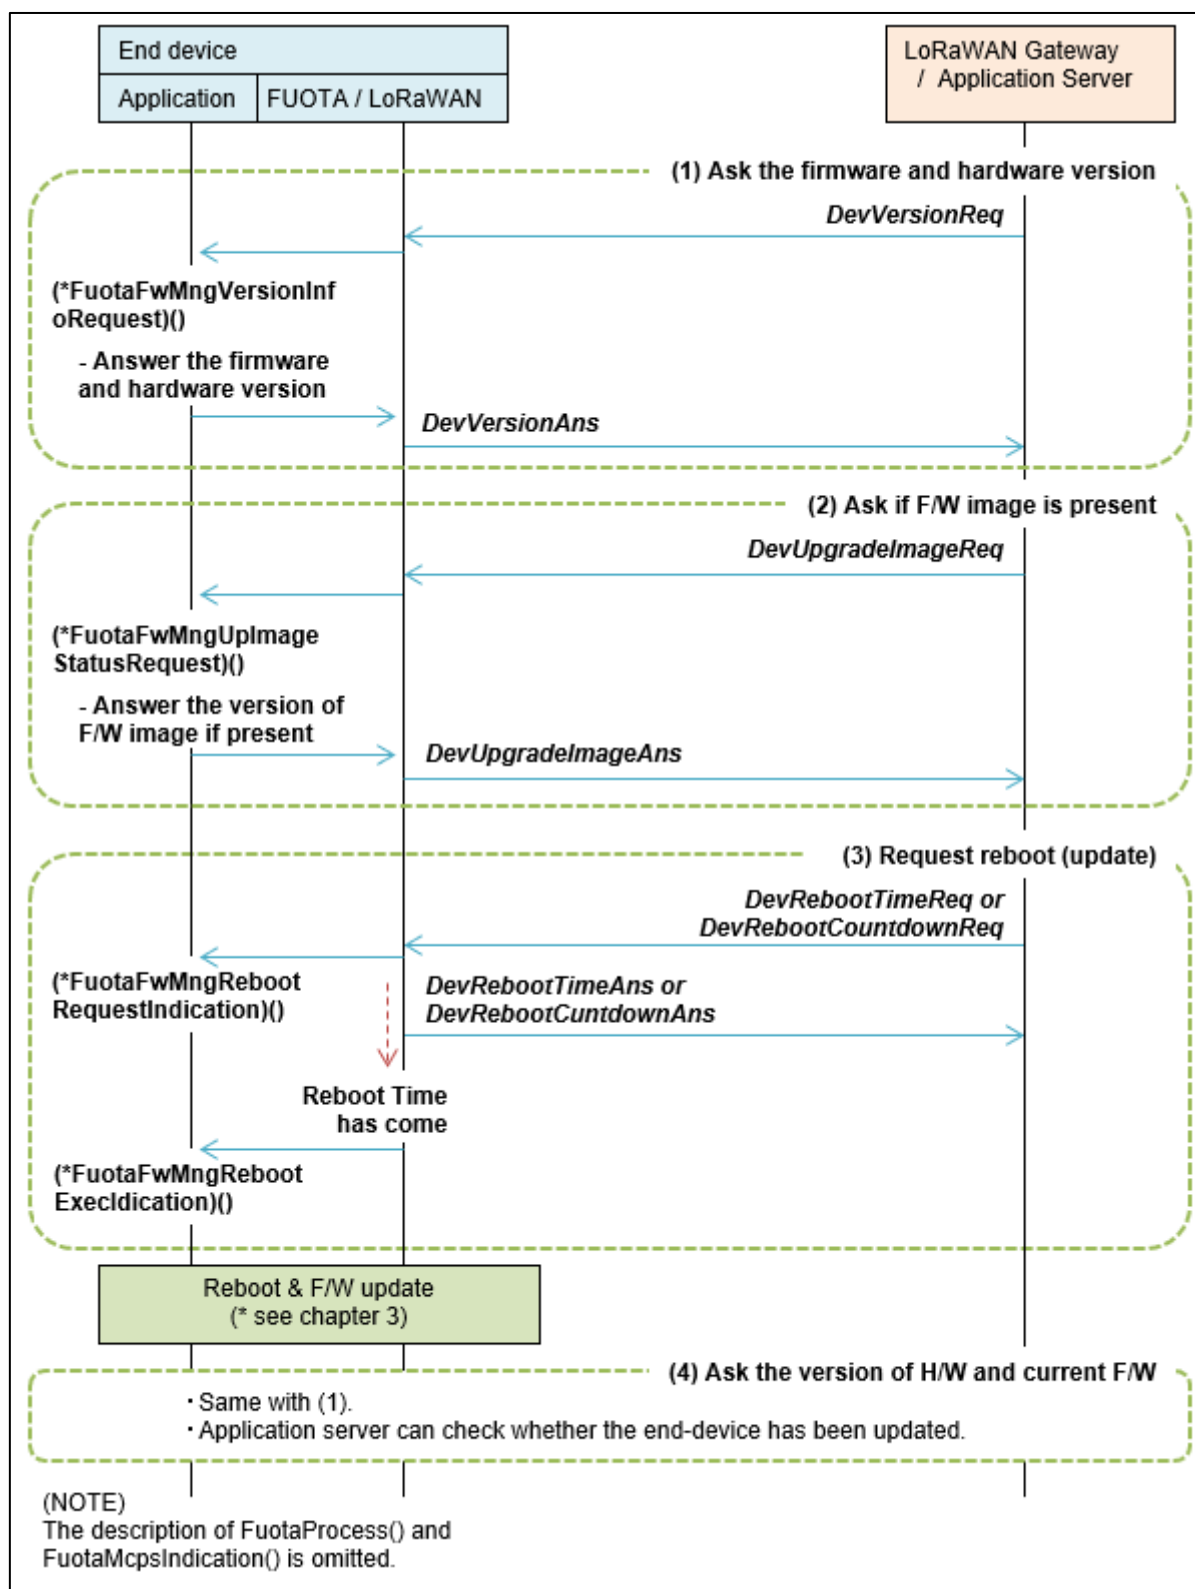 End device
Application
FUOTA / LoRaWAN
LoRaWAN Gateway
/ Application Server
(1) Ask the firmware and hardware version
DevVersionReq
(*FuotaFwMngVersionInf
oRequest)()
- Answer the firmware
and hardware version
DevVersionAns
(2) Ask if F/W image is present
DevUpgradeImageReq
(*FuotaFwMngUpImage
StatusRequest)()
- Answer the version of
F/W image if present
DevUpgradeImageAns
(3) Request reboot (update)
DevRebootTimeReq or
DevRebootCountdownReq
(*FuotaFwMngReboot
RequestIndication)()
DevRebootTimeAns or
DevRebootCuntdownAns
Reboot Time
has come
(*FuotaFwMngReboot
ExecIdication)()
Reboot & F/W update
(* see chapter 3)
(4) Ask the version of H/W and current F/W
・Same with (1).
・Application server can check whether the end-device has been updated.
(NOTE)
The description of FuotaProcess() and
FuotaMcpsIndication() is omitted.